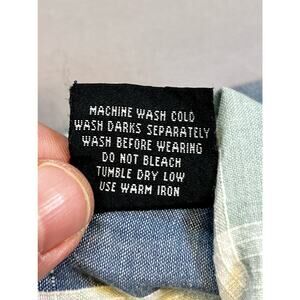 MACHINE WASH COLD
WASH DARKS SEPARATELY
WASH BEFORE WEARING
DO NOT BLEACH
TUMBLE DRY LOW
USE WARM IRON